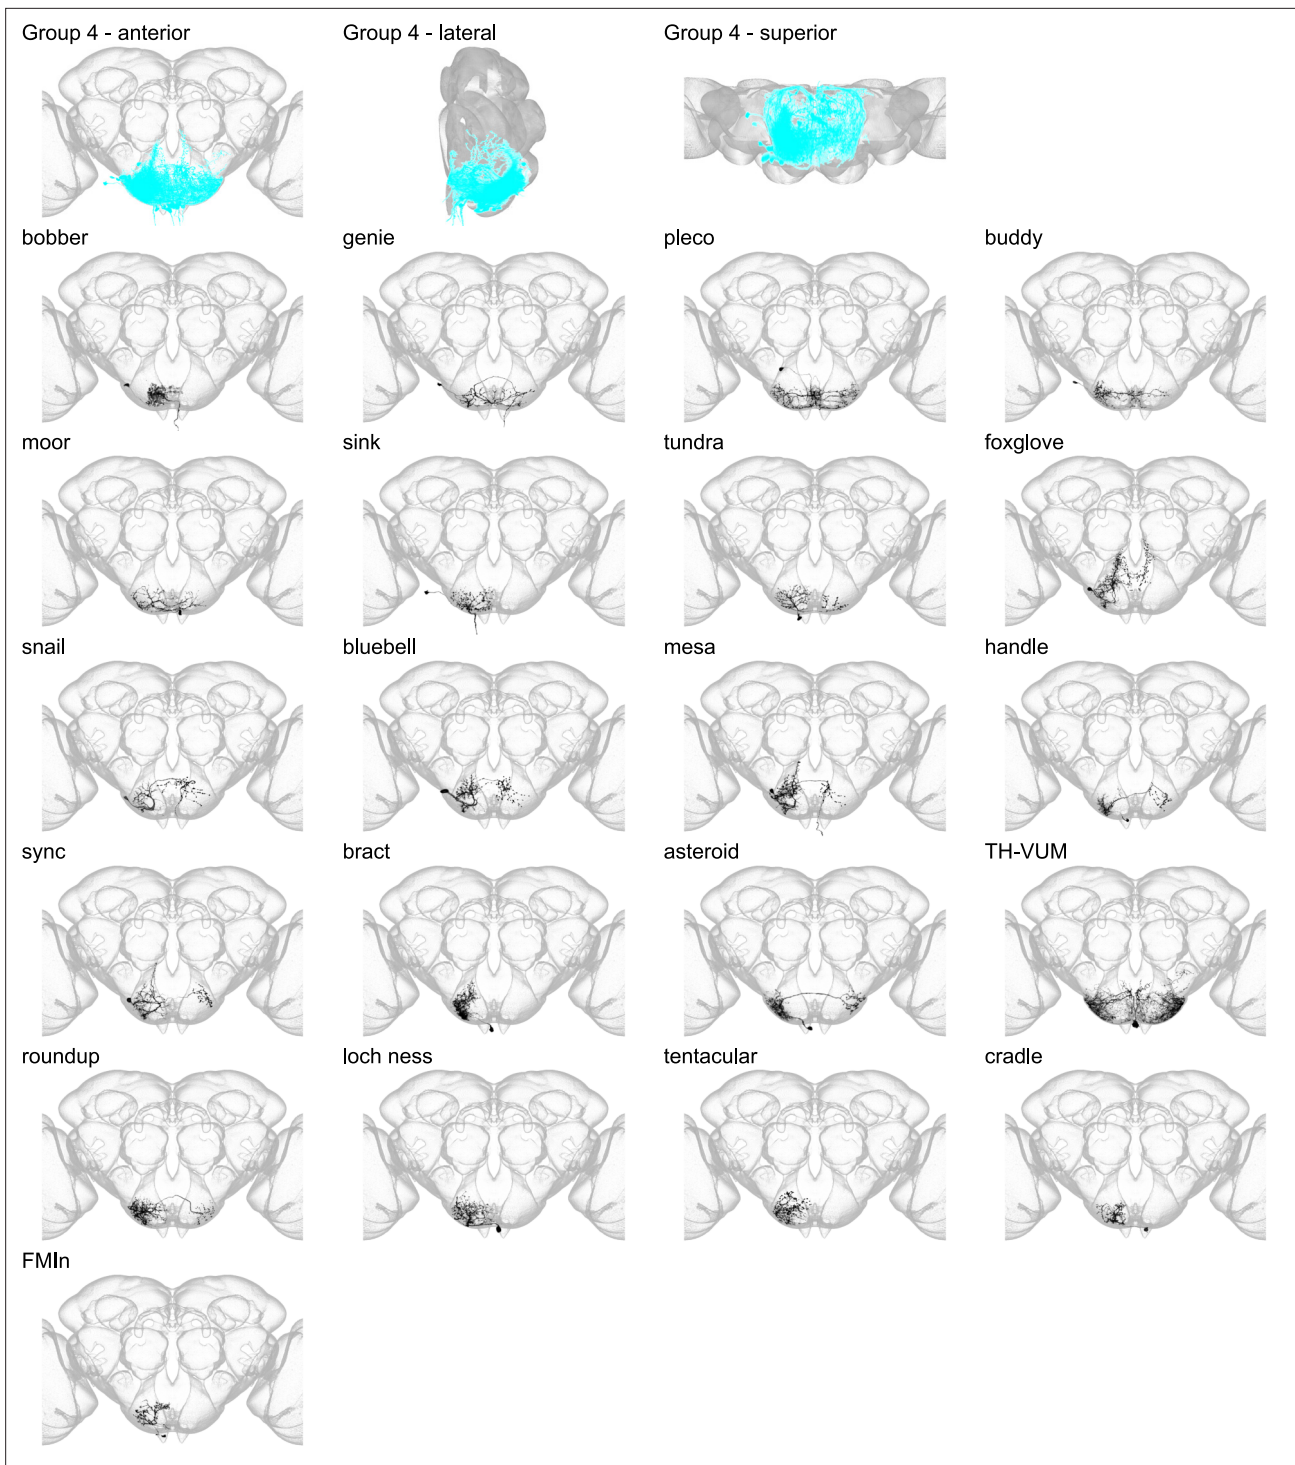 Group 4 - anterior
Group 4 - lateral
Group 4 - superior
bobber
genie
pleco
buddy
moor
sink
tundra
foxglove
snail
bluebell
mesa
handle
sync
bract
asteroid
TH-VUM
roundup
loch ness
tentacular
cradle
FMIn